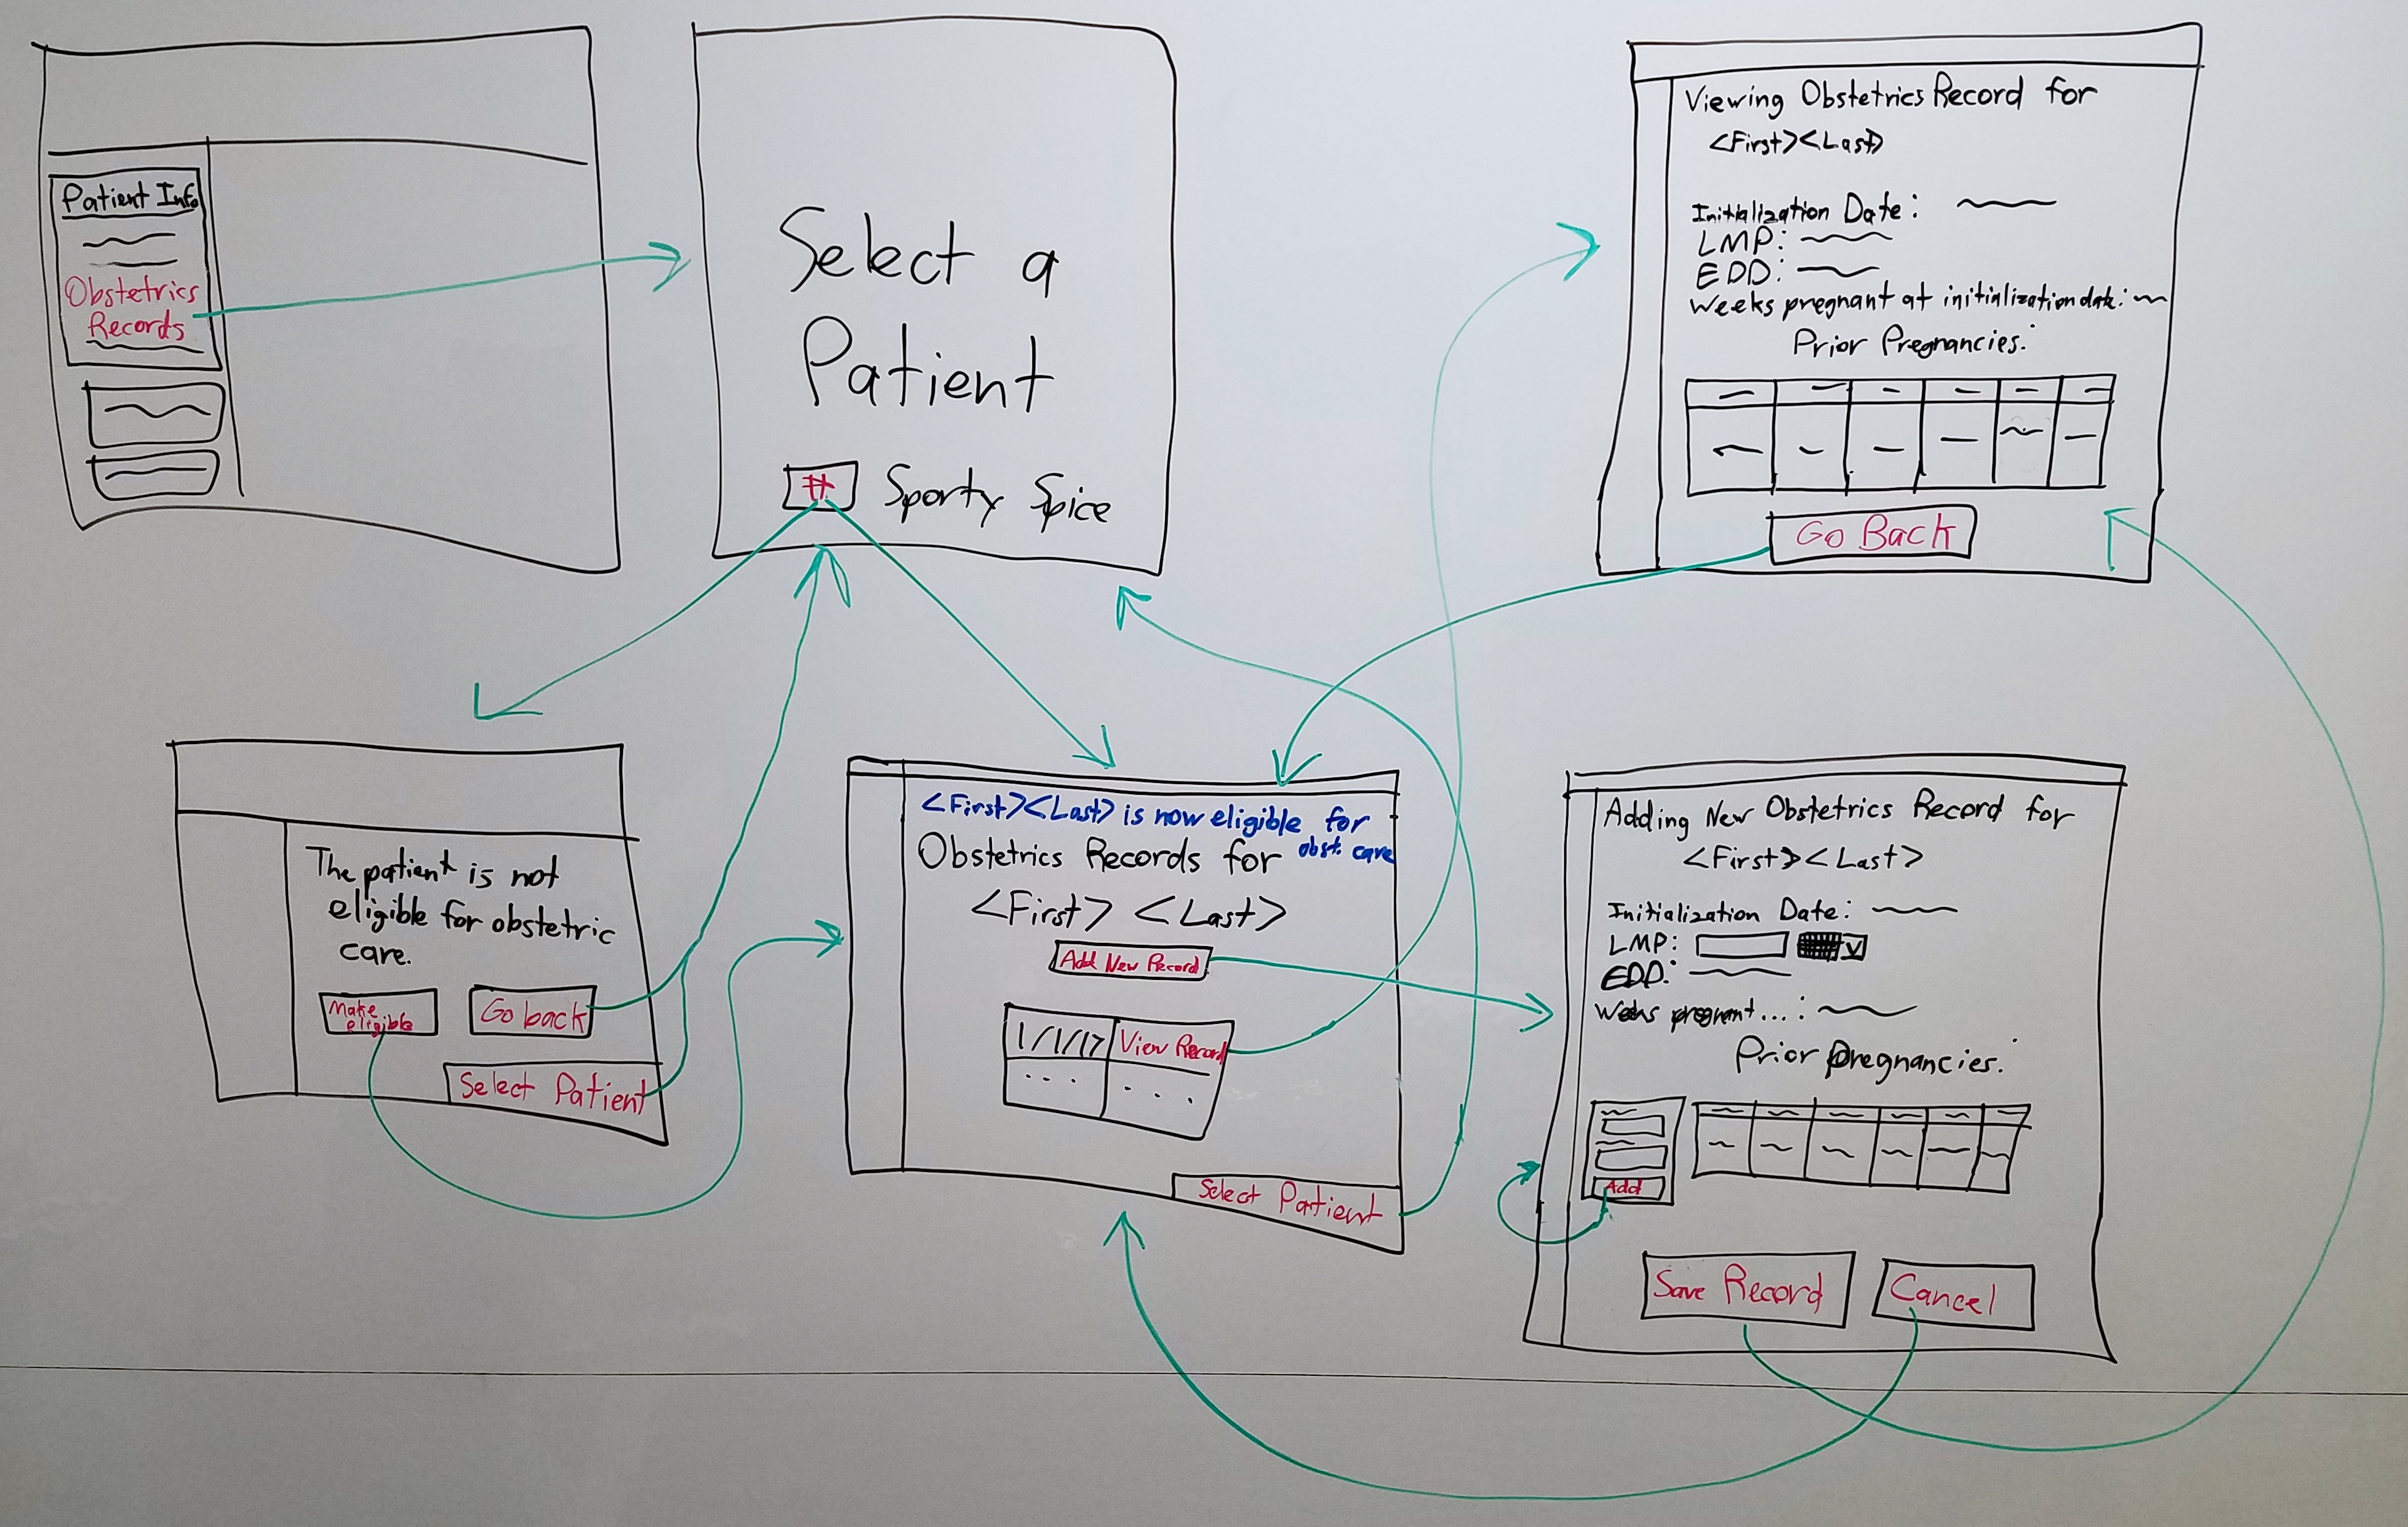 Patient Info
Obstetrics
Records
Select a
Patient
# Sporty Spice
Viewing Obstetrics Record for
<First><Last>
Initialization Date:
LMP:
EDD:
Weeks pregnant at initialization date:
Prior Pregnancies:
Go Back
The patient is not
eligible for obstetric
care.
Make
eligible
Go back
Select Patient
<First><Last> is now eligible for
obst. care
Obstetrics Records for
<First> <Last>
Add New Record
1/1/17 View Record
... ...
Select Patient
Adding New Obstetrics Record for
<First><Last>
Initialization Date:
LMP: V
EDD:
Weeks pregnant...:
Prior pregnancies:
Add
Save Record
Cancel